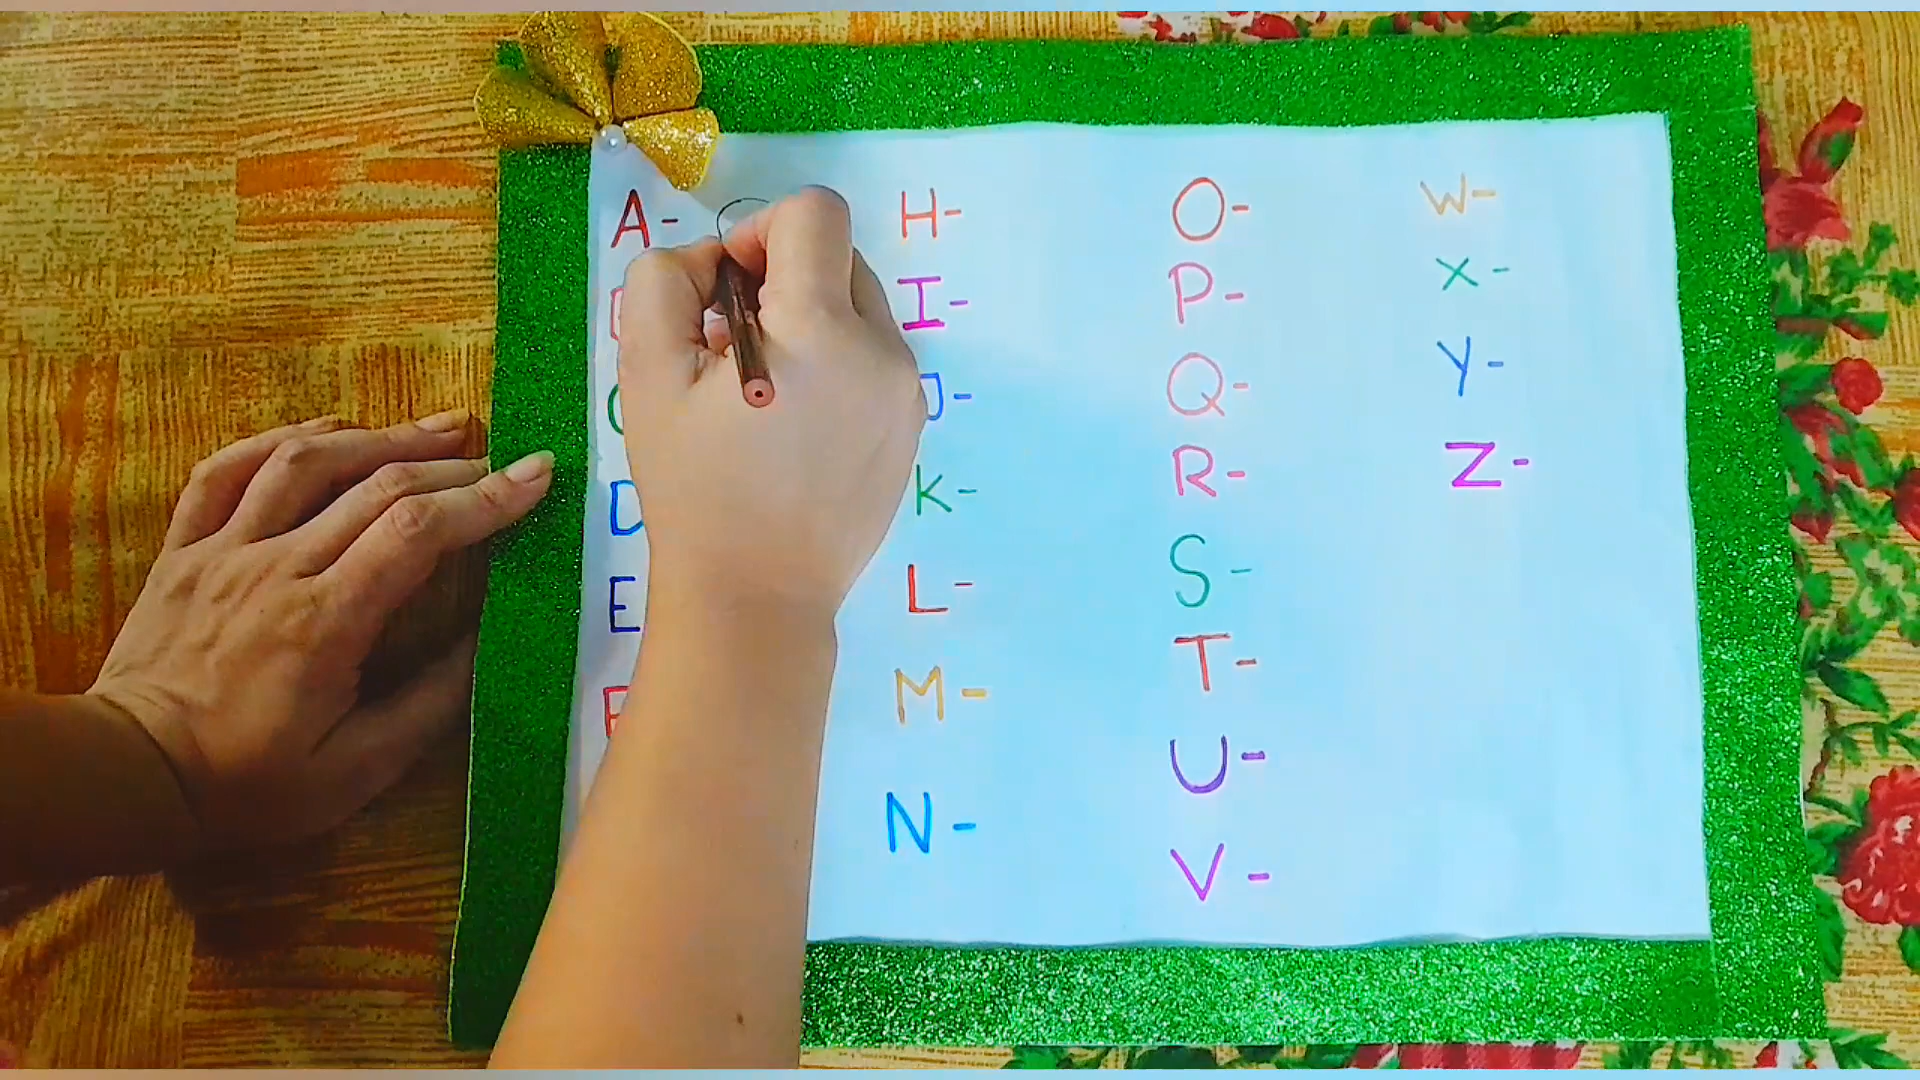 A-
D
E
H-
I-
J-
K-
L-
M-
N-
O-
P-
Q-
R-
S-
T-
U-
V-
W-
X-
Y-
Z-